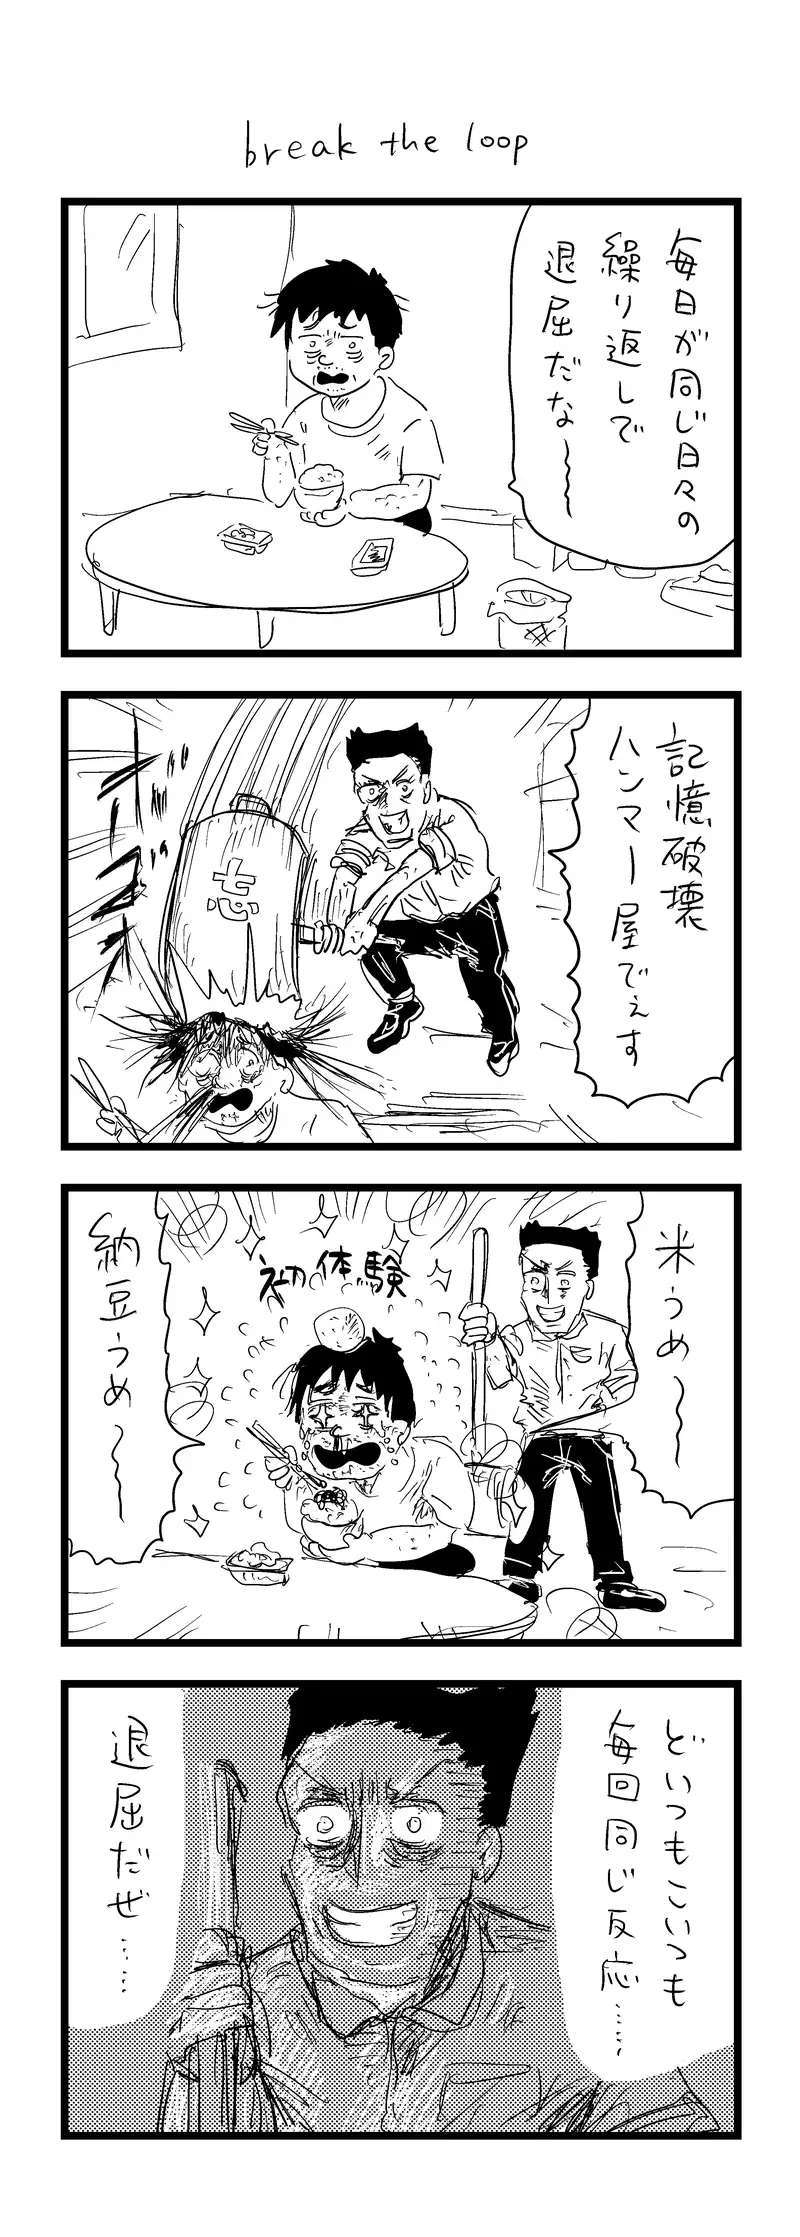 break the loop
毎日が同じ日々の
繰り返しで
退屈だな〜
記憶破壊
ハンマー屋でぇす
忘
米うめ〜
初体験
納豆うめ〜
どいつもこいつも
毎回同じ反応……
退屈だぜ……